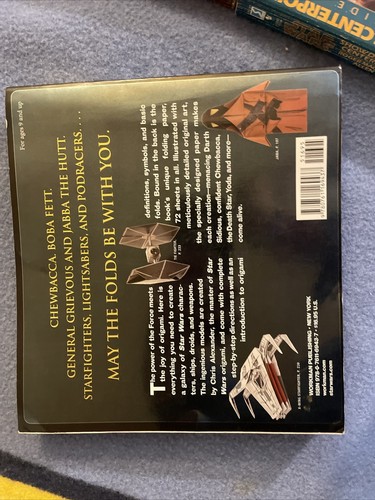 For ages 9 and up
CHEWBACCA. BOBA FETT.
GENERAL GRIEVOUS AND JABBA THE HUTT.
STARFIGHTERS, LIGHTSABERS, AND PODRACERS. . . .
MAY THE FOLDS BE WITH YOU.
The power of the Force meets
the joy of origami. Here is
everything you need to create
a galaxy of Star Wars charac-
ters, ships, droids, and weapons.
The ingenious models are created
by Chris Alexander, the master of Star
Wars origami, and come with complete
step-by-step directions as well as an
introduction to origami
definitions, symbols, and basic
folds. Bound in the back is the
book's unique folding paper,
72 sheets in all. Illustrated with
meticulously detailed original art,
the specially designed paper makes
each creation—menacing Darth
Sidious, confident Chewbacca,
the Death Star, Yoda, and more—
come alive.
WORKMAN PUBLISHING • NEW YORK
workman.com
starwars.com
CENTERPO